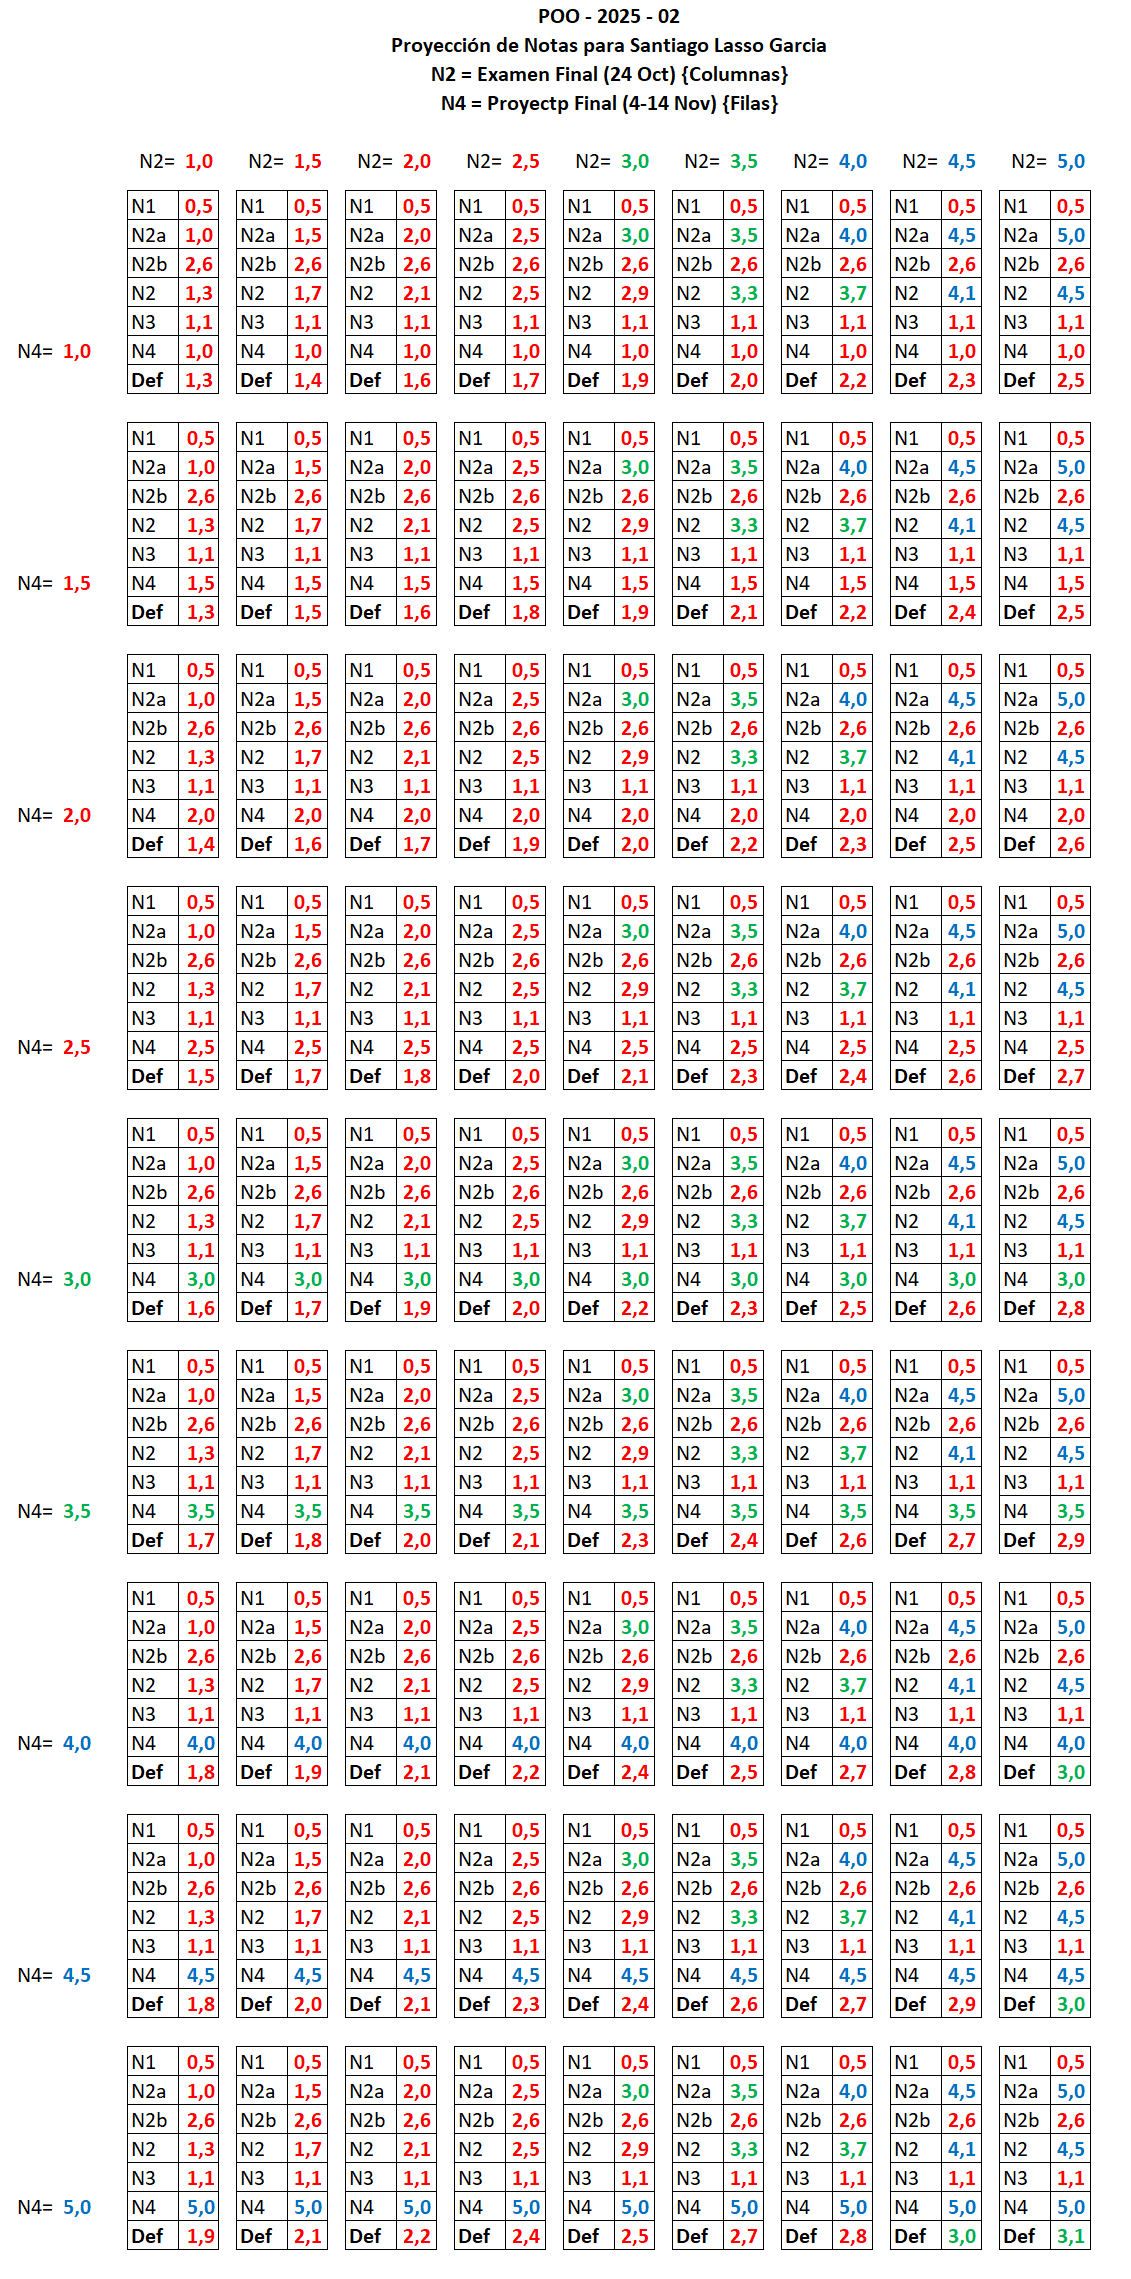 POO - 2025 - 02
Proyección de Notas para Santiago Lasso Garcia
N2 = Examen Final (24 Oct) {Columnas}
N4 = Proyectp Final (4-14 Nov) {Filas}
N2= 1,0 N2= 1,5 N2= 2,0 N2= 2,5 N2= 3,0 N2= 3,5 N2= 4,0 N2= 4,5 N2= 5,0
N1 0,5 N1 0,5 N1 0,5 N1 0,5 N1 0,5 N1 0,5 N1 0,5 N1 0,5 N1 0,5
N2a 1,0 N2a 1,5 N2a 2,0 N2a 2,5 N2a 3,0 N2a 3,5 N2a 4,0 N2a 4,5 N2a 5,0
N2b 2,6 N2b 2,6 N2b 2,6 N2b 2,6 N2b 2,6 N2b 2,6 N2b 2,6 N2b 2,6 N2b 2,6
N2 1,3 N2 1,7 N2 2,1 N2 2,5 N2 2,9 N2 3,3 N2 3,7 N2 4,1 N2 4,5
N3 1,1 N3 1,1 N3 1,1 N3 1,1 N3 1,1 N3 1,1 N3 1,1 N3 1,1 N3 1,1
N4= 1,0 N4 1,0 N4 1,0 N4 1,0 N4 1,0 N4 1,0 N4 1,0 N4 1,0 N4 1,0 N4 1,0
Def 1,3 Def 1,4 Def 1,6 Def 1,7 Def 1,9 Def 2,0 Def 2,2 Def 2,3 Def 2,5
N1 0,5 N1 0,5 N1 0,5 N1 0,5 N1 0,5 N1 0,5 N1 0,5 N1 0,5 N1 0,5
N2a 1,0 N2a 1,5 N2a 2,0 N2a 2,5 N2a 3,0 N2a 3,5 N2a 4,0 N2a 4,5 N2a 5,0
N2b 2,6 N2b 2,6 N2b 2,6 N2b 2,6 N2b 2,6 N2b 2,6 N2b 2,6 N2b 2,6 N2b 2,6
N2 1,3 N2 1,7 N2 2,1 N2 2,5 N2 2,9 N2 3,3 N2 3,7 N2 4,1 N2 4,5
N3 1,1 N3 1,1 N3 1,1 N3 1,1 N3 1,1 N3 1,1 N3 1,1 N3 1,1 N3 1,1
N4= 1,5 N4 1,5 N4 1,5 N4 1,5 N4 1,5 N4 1,5 N4 1,5 N4 1,5 N4 1,5 N4 1,5
Def 1,3 Def 1,5 Def 1,6 Def 1,8 Def 1,9 Def 2,1 Def 2,2 Def 2,4 Def 2,5
N1 0,5 N1 0,5 N1 0,5 N1 0,5 N1 0,5 N1 0,5 N1 0,5 N1 0,5 N1 0,5
N2a 1,0 N2a 1,5 N2a 2,0 N2a 2,5 N2a 3,0 N2a 3,5 N2a 4,0 N2a 4,5 N2a 5,0
N2b 2,6 N2b 2,6 N2b 2,6 N2b 2,6 N2b 2,6 N2b 2,6 N2b 2,6 N2b 2,6 N2b 2,6
N2 1,3 N2 1,7 N2 2,1 N2 2,5 N2 2,9 N2 3,3 N2 3,7 N2 4,1 N2 4,5
N3 1,1 N3 1,1 N3 1,1 N3 1,1 N3 1,1 N3 1,1 N3 1,1 N3 1,1 N3 1,1
N4= 2,0 N4 2,0 N4 2,0 N4 2,0 N4 2,0 N4 2,0 N4 2,0 N4 2,0 N4 2,0 N4 2,0
Def 1,4 Def 1,6 Def 1,7 Def 1,9 Def 2,0 Def 2,2 Def 2,3 Def 2,5 Def 2,6
N1 0,5 N1 0,5 N1 0,5 N1 0,5 N1 0,5 N1 0,5 N1 0,5 N1 0,5 N1 0,5
N2a 1,0 N2a 1,5 N2a 2,0 N2a 2,5 N2a 3,0 N2a 3,5 N2a 4,0 N2a 4,5 N2a 5,0
N2b 2,6 N2b 2,6 N2b 2,6 N2b 2,6 N2b 2,6 N2b 2,6 N2b 2,6 N2b 2,6 N2b 2,6
N2 1,3 N2 1,7 N2 2,1 N2 2,5 N2 2,9 N2 3,3 N2 3,7 N2 4,1 N2 4,5
N3 1,1 N3 1,1 N3 1,1 N3 1,1 N3 1,1 N3 1,1 N3 1,1 N3 1,1 N3 1,1
N4= 2,5 N4 2,5 N4 2,5 N4 2,5 N4 2,5 N4 2,5 N4 2,5 N4 2,5 N4 2,5 N4 2,5
Def 1,5 Def 1,7 Def 1,8 Def 2,0 Def 2,1 Def 2,3 Def 2,4 Def 2,6 Def 2,7
N1 0,5 N1 0,5 N1 0,5 N1 0,5 N1 0,5 N1 0,5 N1 0,5 N1 0,5 N1 0,5
N2a 1,0 N2a 1,5 N2a 2,0 N2a 2,5 N2a 3,0 N2a 3,5 N2a 4,0 N2a 4,5 N2a 5,0
N2b 2,6 N2b 2,6 N2b 2,6 N2b 2,6 N2b 2,6 N2b 2,6 N2b 2,6 N2b 2,6 N2b 2,6
N2 1,3 N2 1,7 N2 2,1 N2 2,5 N2 2,9 N2 3,3 N2 3,7 N2 4,1 N2 4,5
N3 1,1 N3 1,1 N3 1,1 N3 1,1 N3 1,1 N3 1,1 N3 1,1 N3 1,1 N3 1,1
N4= 3,0 N4 3,0 N4 3,0 N4 3,0 N4 3,0 N4 3,0 N4 3,0 N4 3,0 N4 3,0 N4 3,0
Def 1,6 Def 1,7 Def 1,9 Def 2,0 Def 2,2 Def 2,3 Def 2,5 Def 2,6 Def 2,8
N1 0,5 N1 0,5 N1 0,5 N1 0,5 N1 0,5 N1 0,5 N1 0,5 N1 0,5 N1 0,5
N2a 1,0 N2a 1,5 N2a 2,0 N2a 2,5 N2a 3,0 N2a 3,5 N2a 4,0 N2a 4,5 N2a 5,0
N2b 2,6 N2b 2,6 N2b 2,6 N2b 2,6 N2b 2,6 N2b 2,6 N2b 2,6 N2b 2,6 N2b 2,6
N2 1,3 N2 1,7 N2 2,1 N2 2,5 N2 2,9 N2 3,3 N2 3,7 N2 4,1 N2 4,5
N3 1,1 N3 1,1 N3 1,1 N3 1,1 N3 1,1 N3 1,1 N3 1,1 N3 1,1 N3 1,1
N4= 3,5 N4 3,5 N4 3,5 N4 3,5 N4 3,5 N4 3,5 N4 3,5 N4 3,5 N4 3,5 N4 3,5
Def 1,7 Def 1,8 Def 2,0 Def 2,1 Def 2,3 Def 2,4 Def 2,6 Def 2,7 Def 2,9
N1 0,5 N1 0,5 N1 0,5 N1 0,5 N1 0,5 N1 0,5 N1 0,5 N1 0,5 N1 0,5
N2a 1,0 N2a 1,5 N2a 2,0 N2a 2,5 N2a 3,0 N2a 3,5 N2a 4,0 N2a 4,5 N2a 5,0
N2b 2,6 N2b 2,6 N2b 2,6 N2b 2,6 N2b 2,6 N2b 2,6 N2b 2,6 N2b 2,6 N2b 2,6
N2 1,3 N2 1,7 N2 2,1 N2 2,5 N2 2,9 N2 3,3 N2 3,7 N2 4,1 N2 4,5
N3 1,1 N3 1,1 N3 1,1 N3 1,1 N3 1,1 N3 1,1 N3 1,1 N3 1,1 N3 1,1
N4= 4,0 N4 4,0 N4 4,0 N4 4,0 N4 4,0 N4 4,0 N4 4,0 N4 4,0 N4 4,0 N4 4,0
Def 1,8 Def 1,9 Def 2,1 Def 2,2 Def 2,4 Def 2,5 Def 2,7 Def 2,8 Def 3,0
N1 0,5 N1 0,5 N1 0,5 N1 0,5 N1 0,5 N1 0,5 N1 0,5 N1 0,5 N1 0,5
N2a 1,0 N2a 1,5 N2a 2,0 N2a 2,5 N2a 3,0 N2a 3,5 N2a 4,0 N2a 4,5 N2a 5,0
N2b 2,6 N2b 2,6 N2b 2,6 N2b 2,6 N2b 2,6 N2b 2,6 N2b 2,6 N2b 2,6 N2b 2,6
N2 1,3 N2 1,7 N2 2,1 N2 2,5 N2 2,9 N2 3,3 N2 3,7 N2 4,1 N2 4,5
N3 1,1 N3 1,1 N3 1,1 N3 1,1 N3 1,1 N3 1,1 N3 1,1 N3 1,1 N3 1,1
N4= 4,5 N4 4,5 N4 4,5 N4 4,5 N4 4,5 N4 4,5 N4 4,5 N4 4,5 N4 4,5 N4 4,5
Def 1,8 Def 2,0 Def 2,1 Def 2,3 Def 2,4 Def 2,6 Def 2,7 Def 2,9 Def 3,0
N1 0,5 N1 0,5 N1 0,5 N1 0,5 N1 0,5 N1 0,5 N1 0,5 N1 0,5 N1 0,5
N2a 1,0 N2a 1,5 N2a 2,0 N2a 2,5 N2a 3,0 N2a 3,5 N2a 4,0 N2a 4,5 N2a 5,0
N2b 2,6 N2b 2,6 N2b 2,6 N2b 2,6 N2b 2,6 N2b 2,6 N2b 2,6 N2b 2,6 N2b 2,6
N2 1,3 N2 1,7 N2 2,1 N2 2,5 N2 2,9 N2 3,3 N2 3,7 N2 4,1 N2 4,5
N3 1,1 N3 1,1 N3 1,1 N3 1,1 N3 1,1 N3 1,1 N3 1,1 N3 1,1 N3 1,1
N4= 5,0 N4 5,0 N4 5,0 N4 5,0 N4 5,0 N4 5,0 N4 5,0 N4 5,0 N4 5,0 N4 5,0
Def 1,9 Def 2,1 Def 2,2 Def 2,4 Def 2,5 Def 2,7 Def 2,8 Def 3,0 Def 3,1